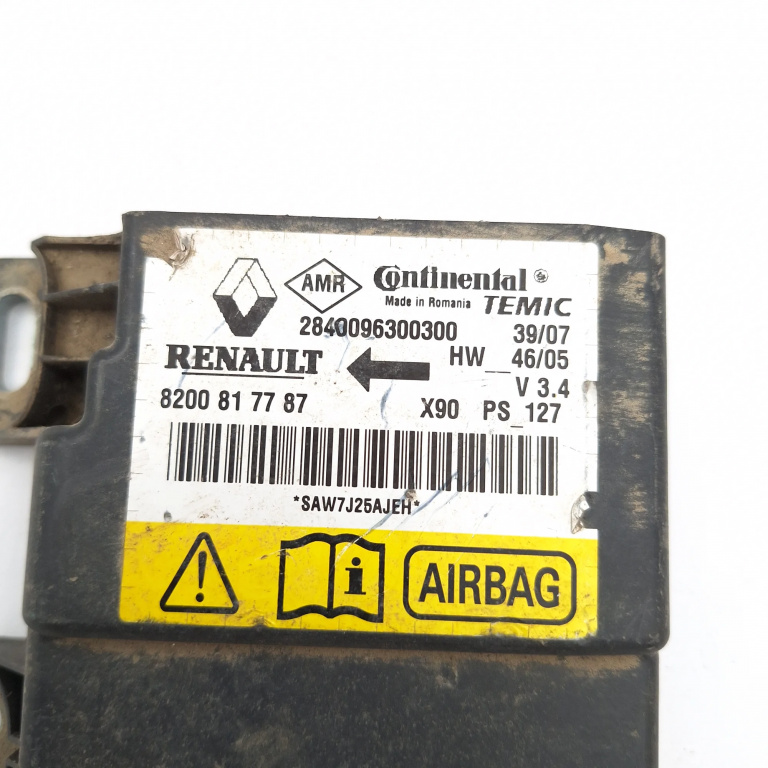 AMR Continental
Made in Romania TEMIC
2840096300300 39/07
RENAULT HW__46/05
V 3.4
8200 81 77 87 X90 PS_127
*SAW7J25AJEH*
! i AIRBAG